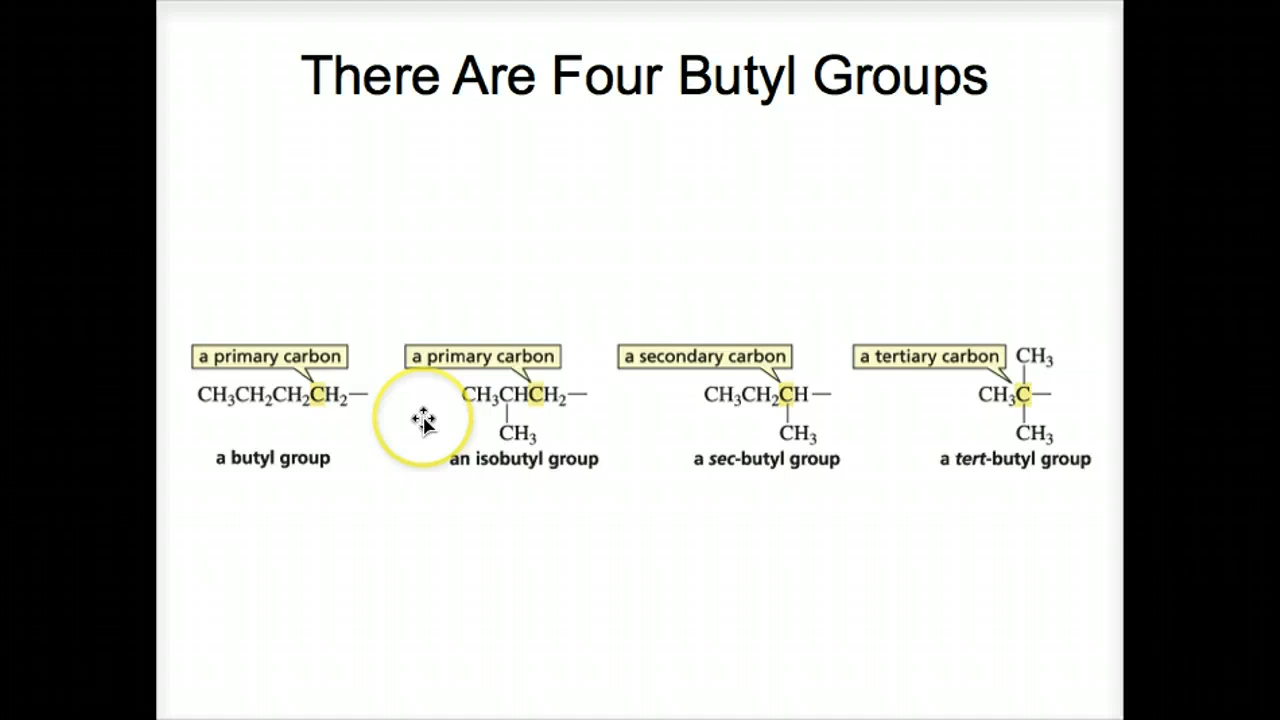 There Are Four Butyl Groups
a primary carbon
CH₃CH₂CH₂CH₂—
a butyl group
a primary carbon
CH₃CHCH₂—
CH₃
an isobutyl group
a secondary carbon
CH₃CH₂CH—
CH₃
a sec-butyl group
a tertiary carbon
CH₃
CH₃C—
CH₃
a tert-butyl group